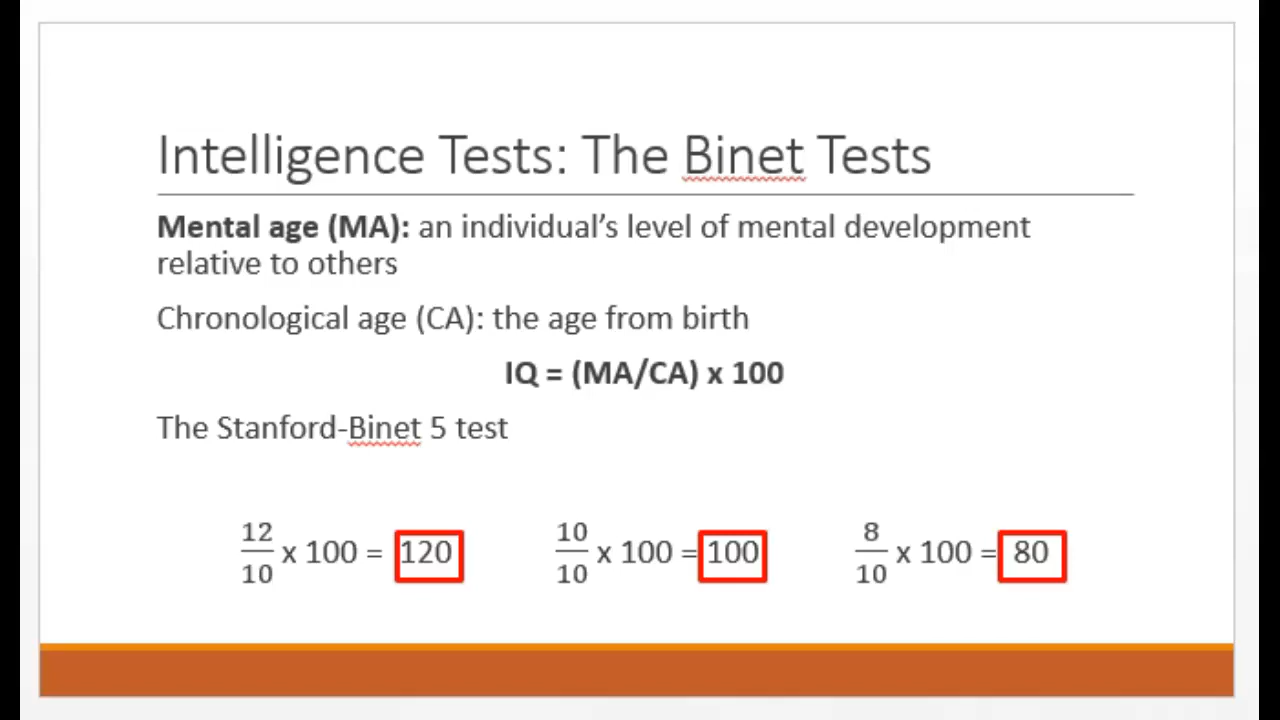 Intelligence Tests: The Binet Tests
Mental age (MA): an individual’s level of mental development
relative to others
Chronological age (CA): the age from birth
IQ = (MA/CA) x 100
The Stanford-Binet 5 test
12/10 x 100 = 120
10/10 x 100 = 100
8/10 x 100 = 80